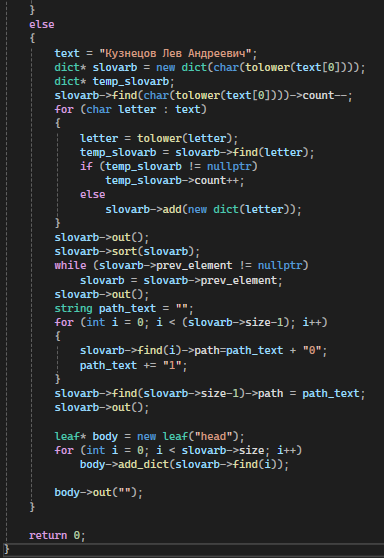 }
else
{
text = "Кузнецов Лев Андреевич";
dict* slovarb = new dict(char(tolower(text[0])));
dict* temp_slovarb;
slovarb->find(char(tolower(text[0])))->count--;
for (char letter : text)
{
letter = tolower(letter);
temp_slovarb = slovarb->find(letter);
if (temp_slovarb != nullptr)
temp_slovarb->count++;
else
slovarb->add(new dict(letter));
}
slovarb->out();
slovarb->sort(slovarb);
while (slovarb->prev_element != nullptr)
slovarb = slovarb->prev_element;
slovarb->out();
string path_text = "";
for (int i = 0; i < (slovarb->size-1); i++)
{
slovarb->find(i)->path=path_text + "0";
path_text += "1";
}
slovarb->find(slovarb->size-1)->path = path_text;
slovarb->out();
leaf* body = new leaf("head");
for (int i = 0; i < slovarb->size; i++)
body->add_dict(slovarb->find(i));
body->out("");
}
return 0;
}